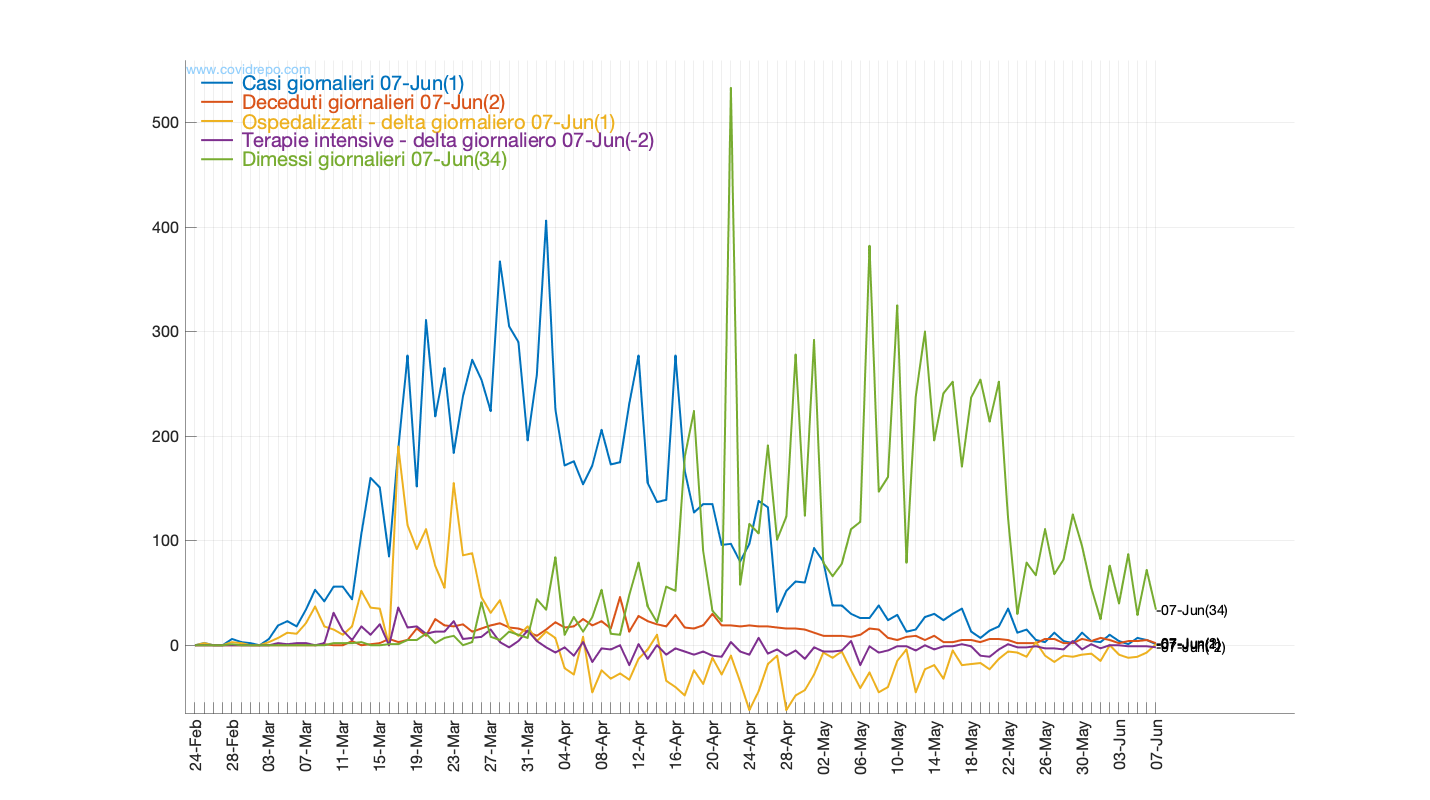 www.covidrepo.com
Casi giornalieri 07-Jun(1)
Deceduti giornalieri 07-Jun(2)
Ospedalizzati - delta giornaliero 07-Jun(1)
Terapie intensive - delta giornaliero 07-Jun(-2)
Dimessi giornalieri 07-Jun(34)
500
400
300
200
100
0
07-Jun(34)
07-Jun(-2)
24-Feb
28-Feb
03-Mar
07-Mar
11-Mar
15-Mar
19-Mar
23-Mar
27-Mar
31-Mar
04-Apr
08-Apr
12-Apr
16-Apr
20-Apr
24-Apr
28-Apr
02-May
06-May
10-May
14-May
18-May
22-May
26-May
30-May
03-Jun
07-Jun